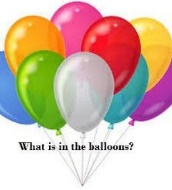 What is in the balloons?